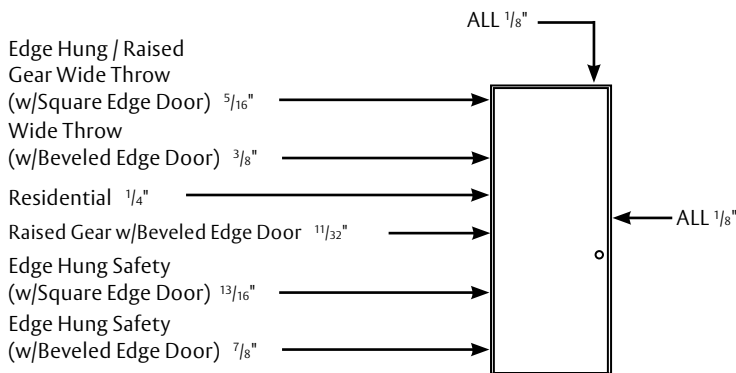 ALL 1/8"
Edge Hung / Raised
Gear Wide Throw
(w/Square Edge Door) 5/16"
Wide Throw
(w/Beveled Edge Door) 3/8"
Residential 1/4"
ALL 1/8"
Raised Gear w/Beveled Edge Door 11/32"
Edge Hung Safety
(w/Square Edge Door) 13/16"
Edge Hung Safety
(w/Beveled Edge Door) 7/8"